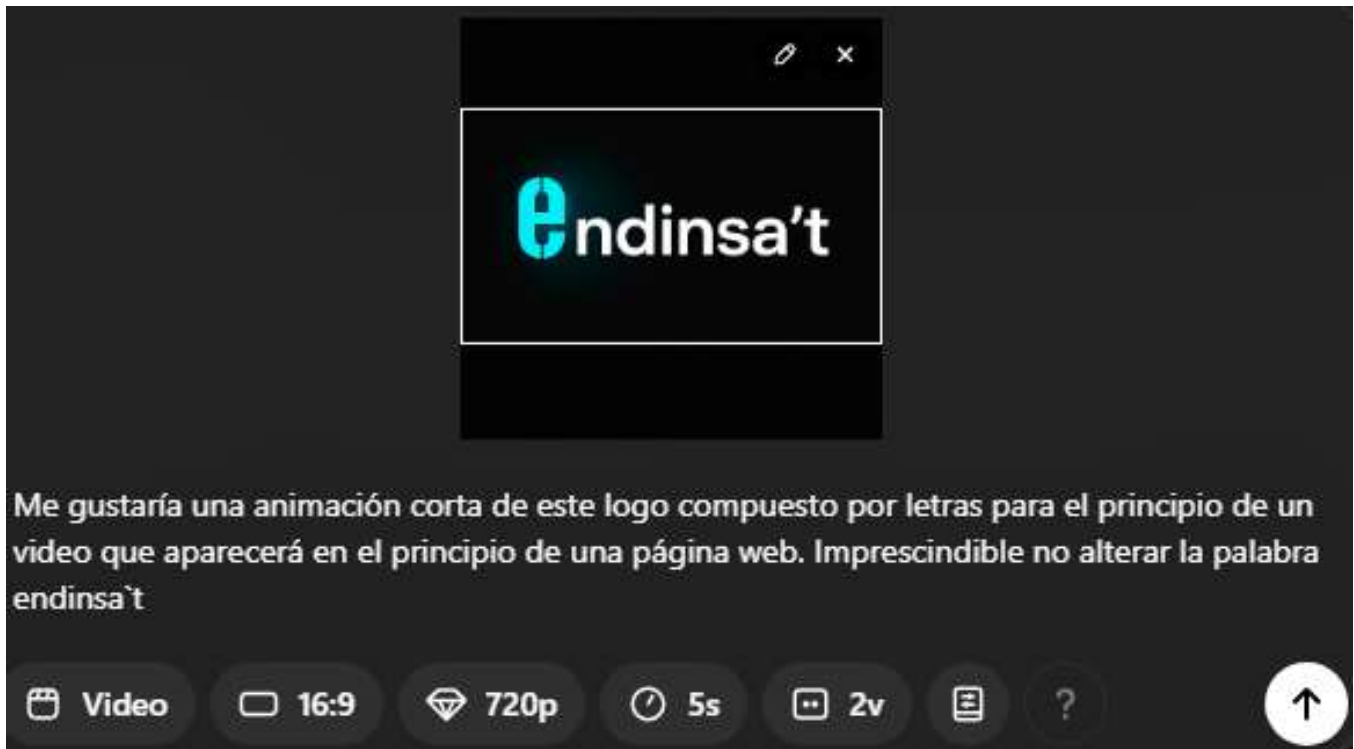 endinsa’t
Me gustaría una animación corta de este logo compuesto por letras para el principio de un
video que aparecerá en el principio de una página web. Imprescindible no alterar la palabra
endinsa`t
Video 16:9 720p 5s 2v ?